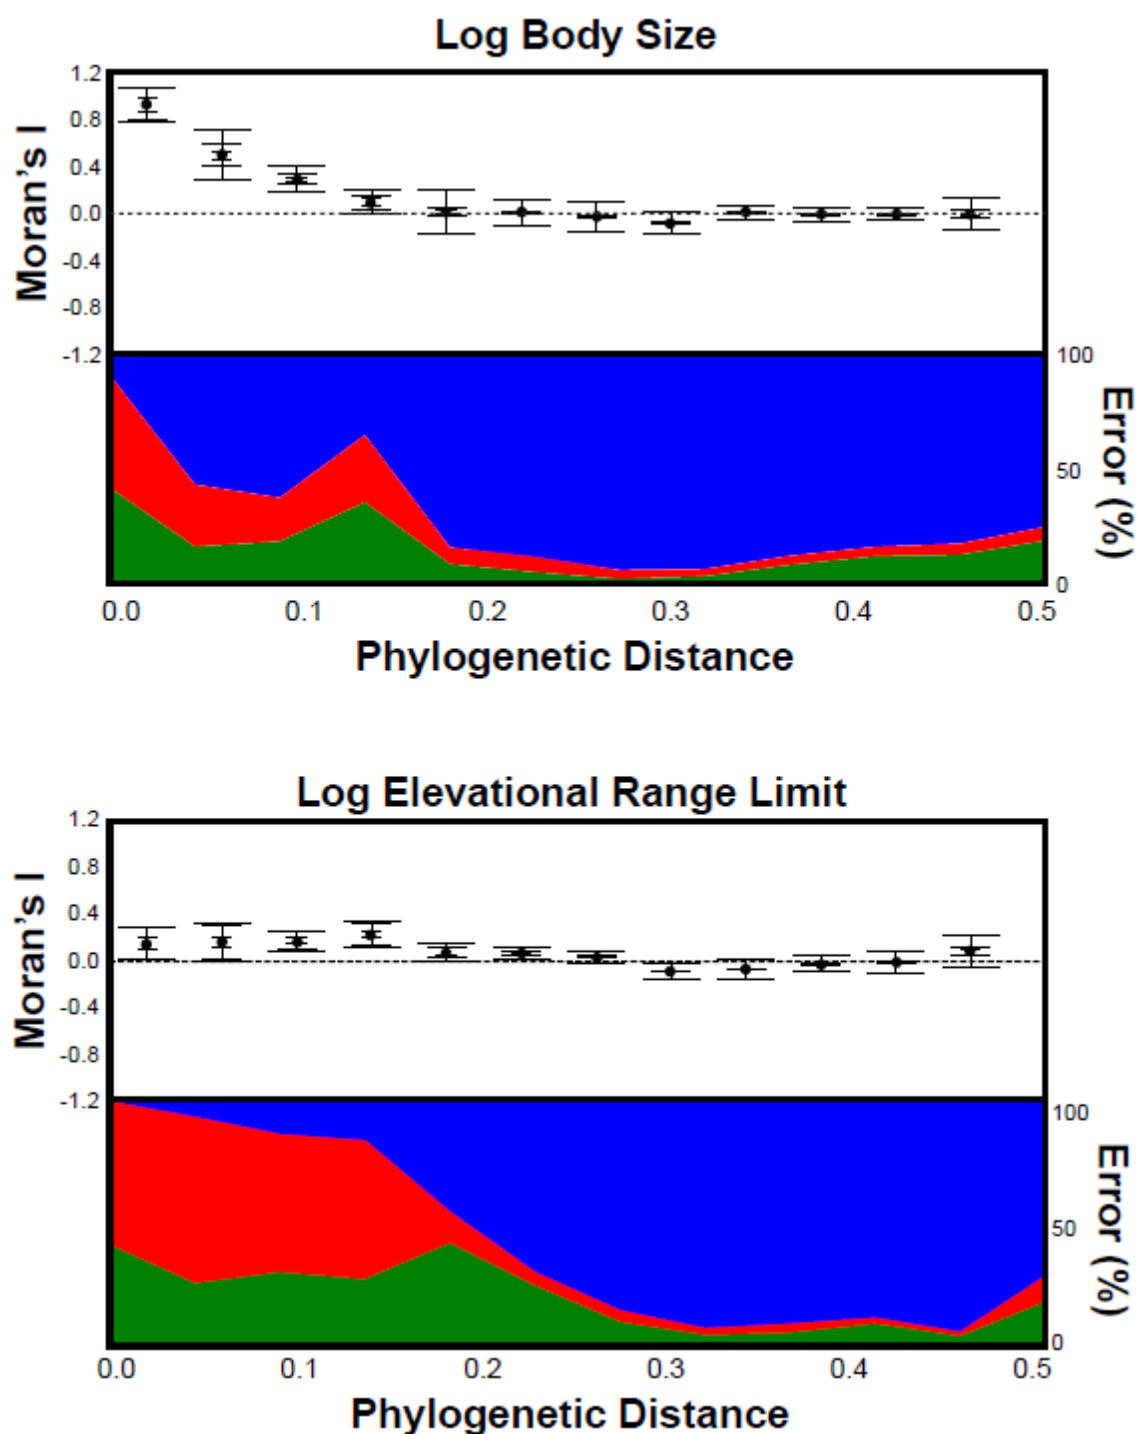 Log Body Size
1.2
0.8
0.4
0.0
-0.4
-0.8
-1.2
Moran's I
100
50
0
Error (%)
0.0 0.1 0.2 0.3 0.4 0.5
Phylogenetic Distance
Log Elevational Range Limit
1.2
0.8
0.4
0.0
-0.4
-0.8
-1.2
Moran's I
100
50
0
Error (%)
0.0 0.1 0.2 0.3 0.4 0.5
Phylogenetic Distance